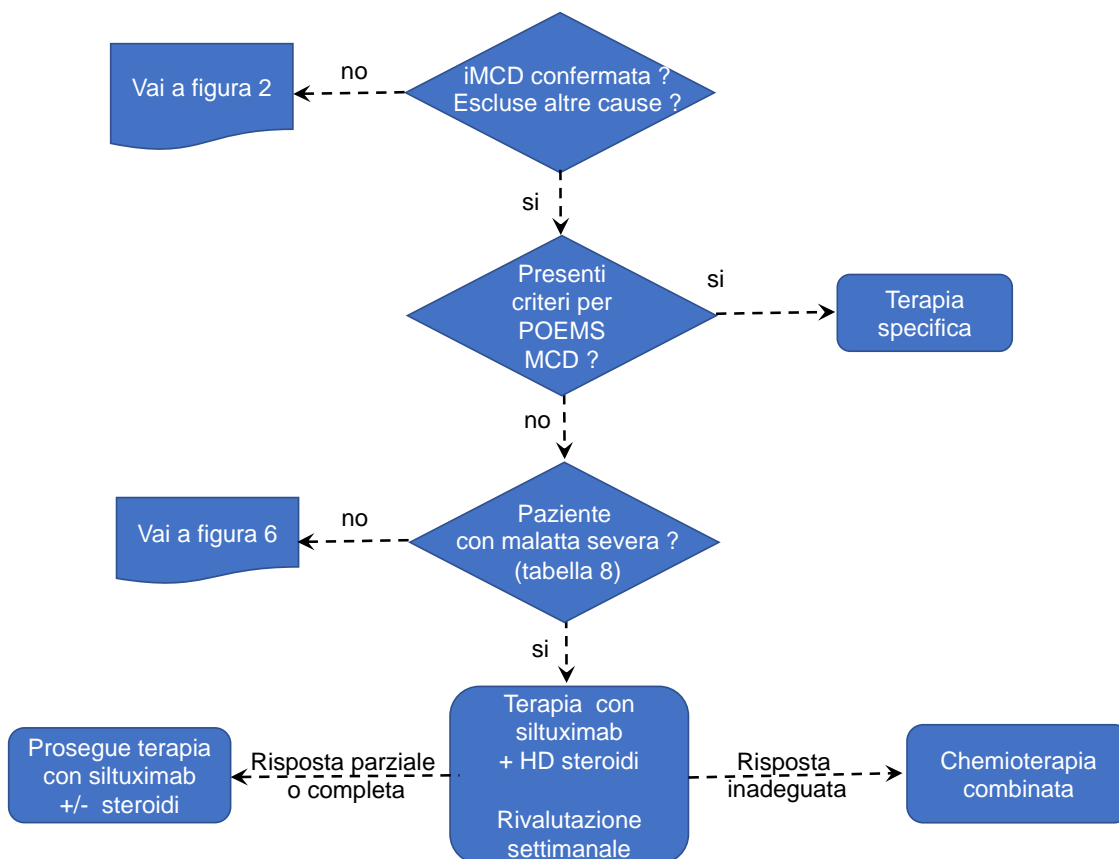 Vai a figura 2
no
iMCD confermata ?
Escluse altre cause ?
si
Presenti
criteri per
POEMS
MCD ?
si
Terapia
specifica
no
Vai a figura 6
no
Paziente
con malatta severa ?
(tabella 8)
si
Prosegue terapia
con siltuximab
+/- steroidi
Risposta parziale
o completa
Terapia con
siltuximab
+ HD steroidi
Rivalutazione
settimanale
Risposta
inadeguata
Chemioterapia
combinata